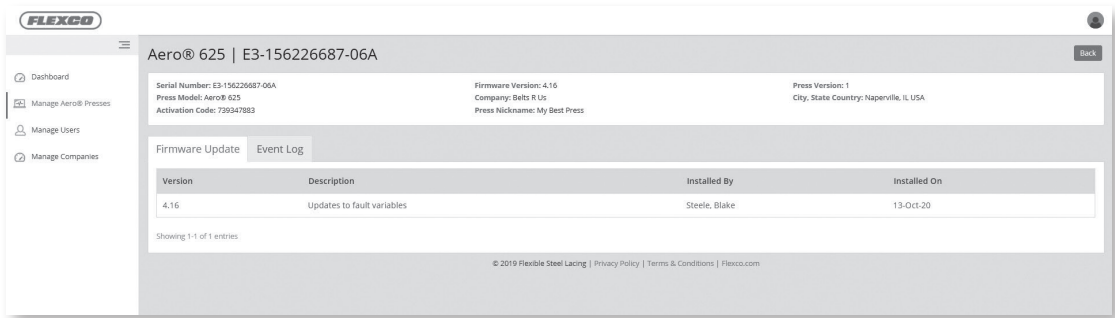 FLEXCO
Aero® 625 | E3-156226687-06A
Back
Dashboard
Manage Aero® Presses
Manage Users
Manage Companies
Serial Number: E3-156226687-06A
Press Model: Aero® 625
Activation Code: 739347883
Firmware Version: 4.16
Company: Belts R Us
Press Nickname: My Best Press
Press Version: 1
City, State Country: Naperville, IL USA
Firmware Update Event Log
Version Description Installed By Installed On
4.16 Updates to fault variables Steele, Blake 13-Oct-20
Showing 1-1 of 1 entries
© 2019 Flexible Steel Lacing | Privacy Policy | Terms & Conditions | Flexco.com